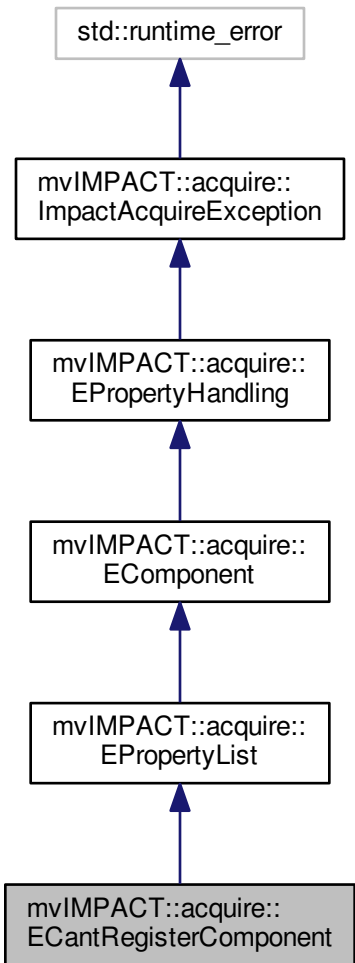 std::runtime_error
mvIMPACT::acquire::
ImpactAcquireException
mvIMPACT::acquire::
EPropertyHandling
mvIMPACT::acquire::
EComponent
mvIMPACT::acquire::
EPropertyList
mvIMPACT::acquire::
ECantRegisterComponent